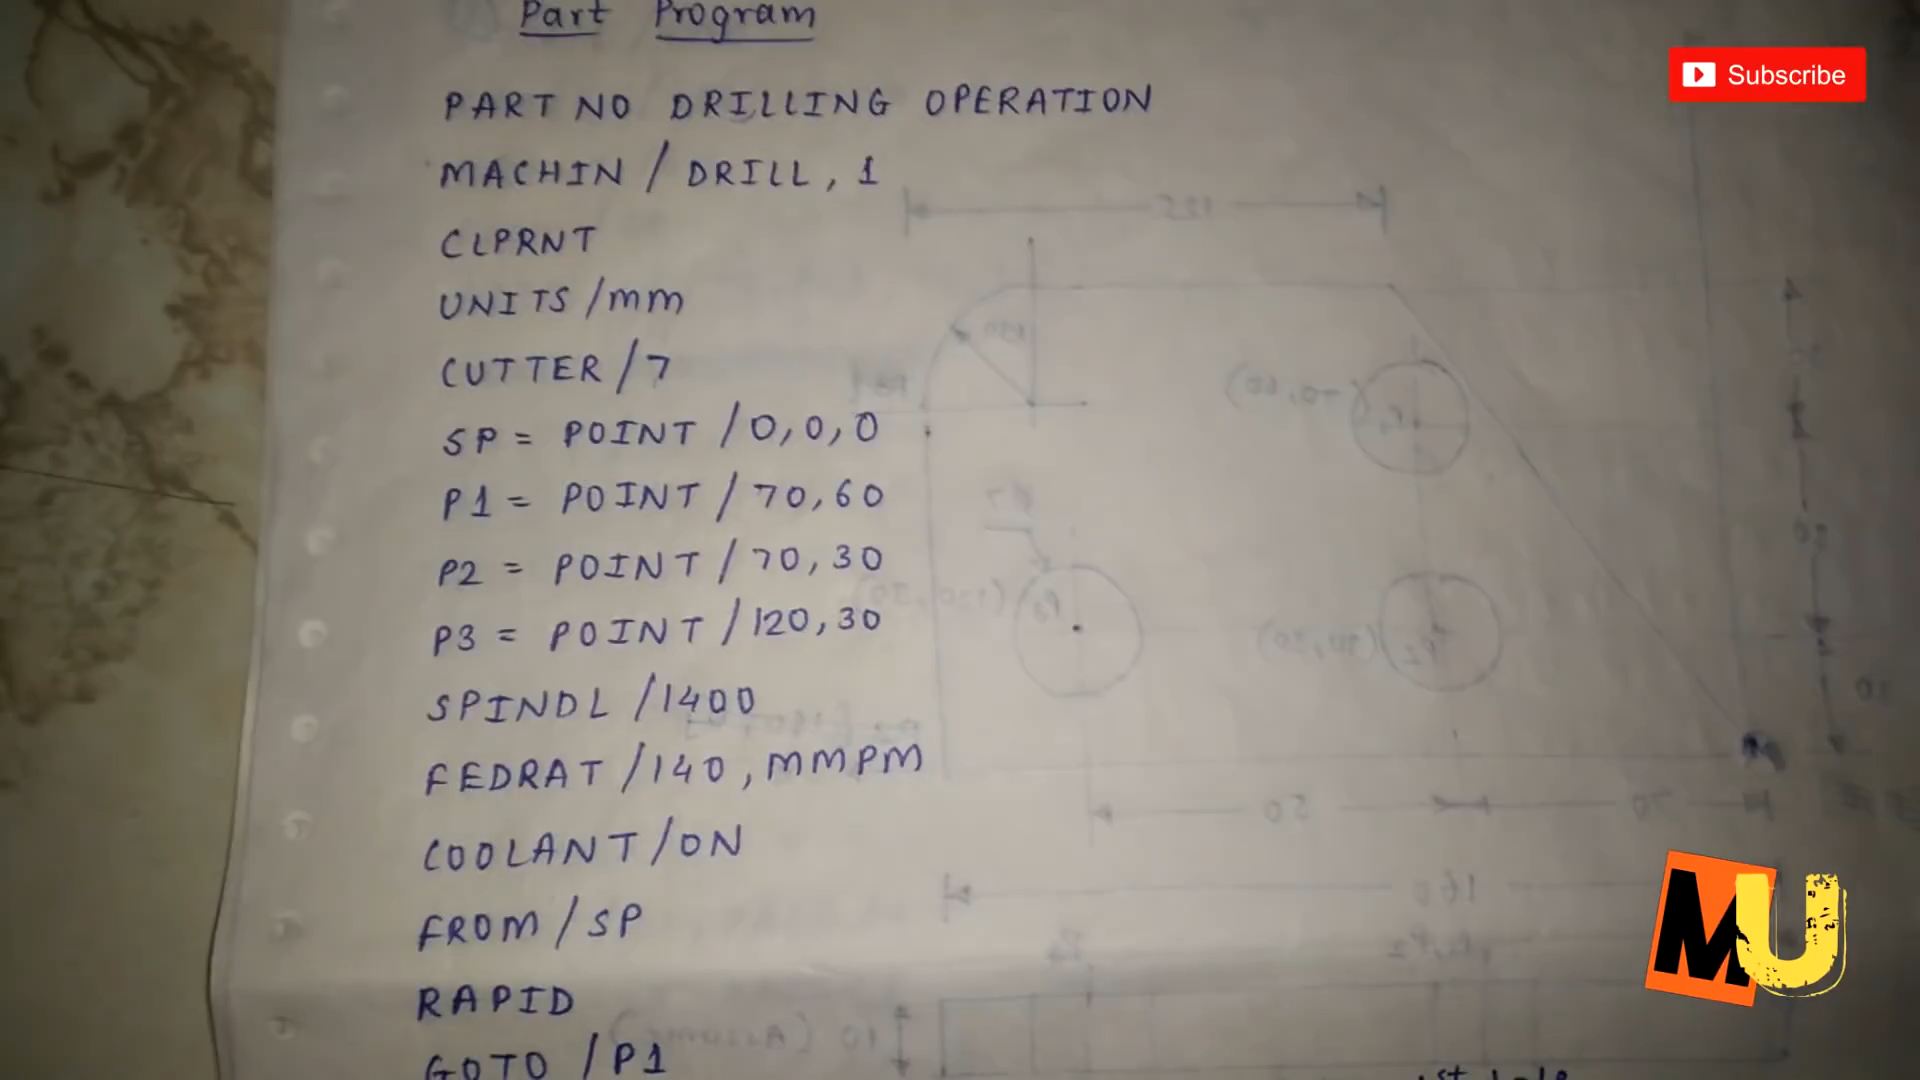 Part Program
PART NO DRILLING OPERATION
MACHIN / DRILL, 1
CLPRNT
UNITS /mm
CUTTER /7
SP = POINT /0,0,0
P1 = POINT / 70,60
P2 = POINT / 70,30
P3 = POINT /120,30
SPINDL /1400
FEDRAT /140, MMPM
COOLANT/ON
FROM / SP
RAPID
GOTO /P1
Subscribe
MU